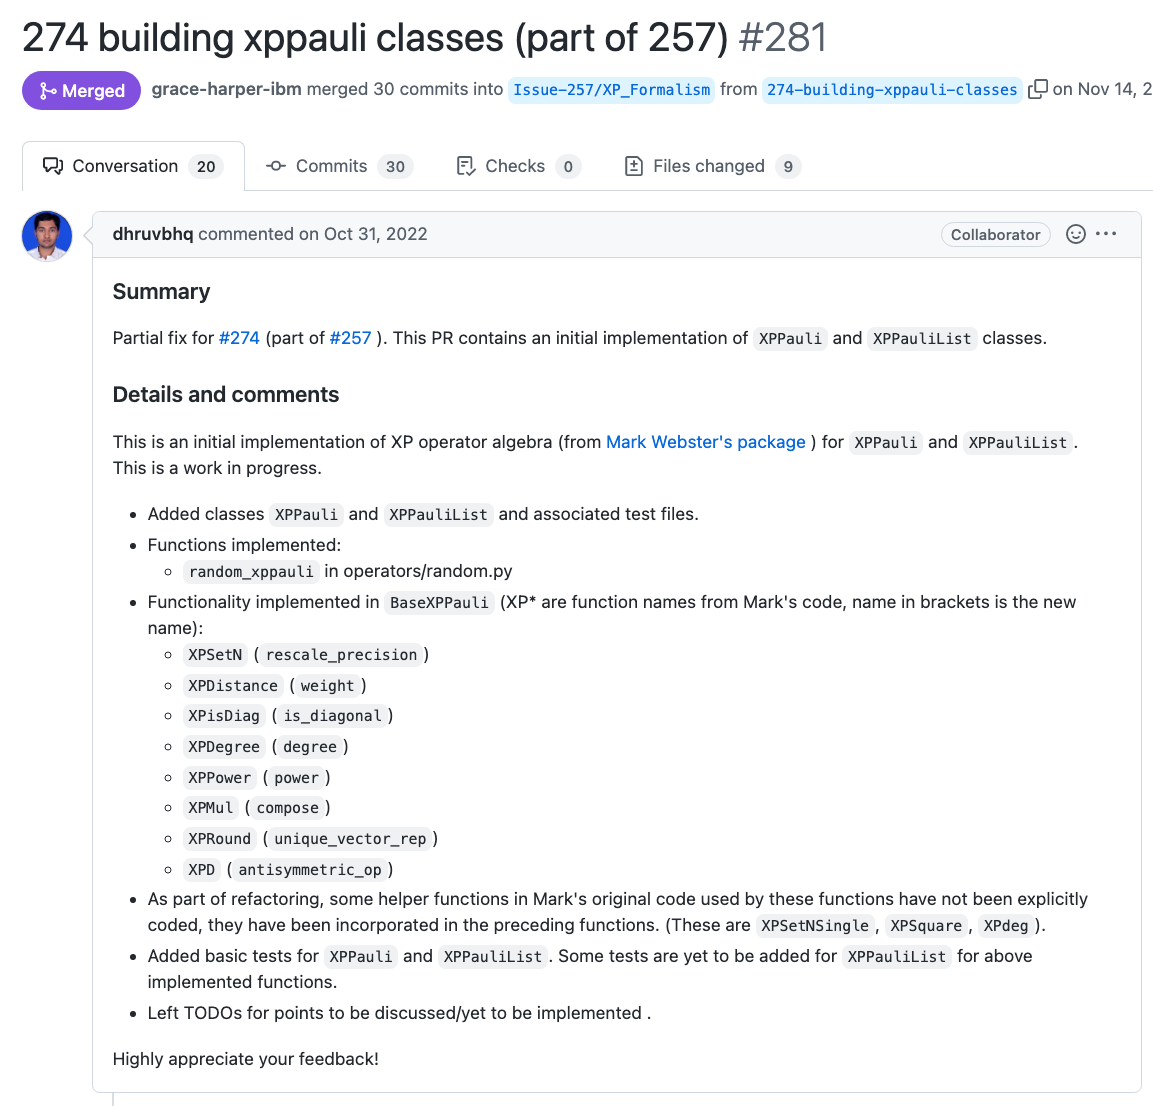 274 building xppauli classes (part of 257) #281
Merged grace-harper-ibm merged 30 commits into Issue-257/XP_Formalism from 274-building-xppauli-classes on Nov 14, 2
Conversation 20 Commits 30 Checks 0 Files changed 9
dhruvbhq commented on Oct 31, 2022 Collaborator
Summary
Partial fix for #274 (part of #257 ). This PR contains an initial implementation of XPPauli and XPPauliList classes.
Details and comments
This is an initial implementation of XP operator algebra (from Mark Webster's package ) for XPPauli and XPPauliList.
This is a work in progress.
• Added classes XPPauli and XPPauliList and associated test files.
• Functions implemented:
◦ random_xppauli in operators/random.py
• Functionality implemented in BaseXPPauli (XP* are function names from Mark's code, name in brackets is the new
name):
◦ XPSetN ( rescale_precision )
◦ XPDistance ( weight )
◦ XPisDiag ( is_diagonal )
◦ XPDegree ( degree )
◦ XPPower ( power )
◦ XPMul ( compose )
◦ XPRound ( unique_vector_rep )
◦ XPD ( antisymmetric_op )
• As part of refactoring, some helper functions in Mark's original code used by these functions have not been explicitly
coded, they have been incorporated in the preceding functions. (These are XPSetNSingle , XPSquare , XPdeg ).
• Added basic tests for XPPauli and XPPauliList . Some tests are yet to be added for XPPauliList for above
implemented functions.
• Left TODOs for points to be discussed/yet to be implemented .
Highly appreciate your feedback!